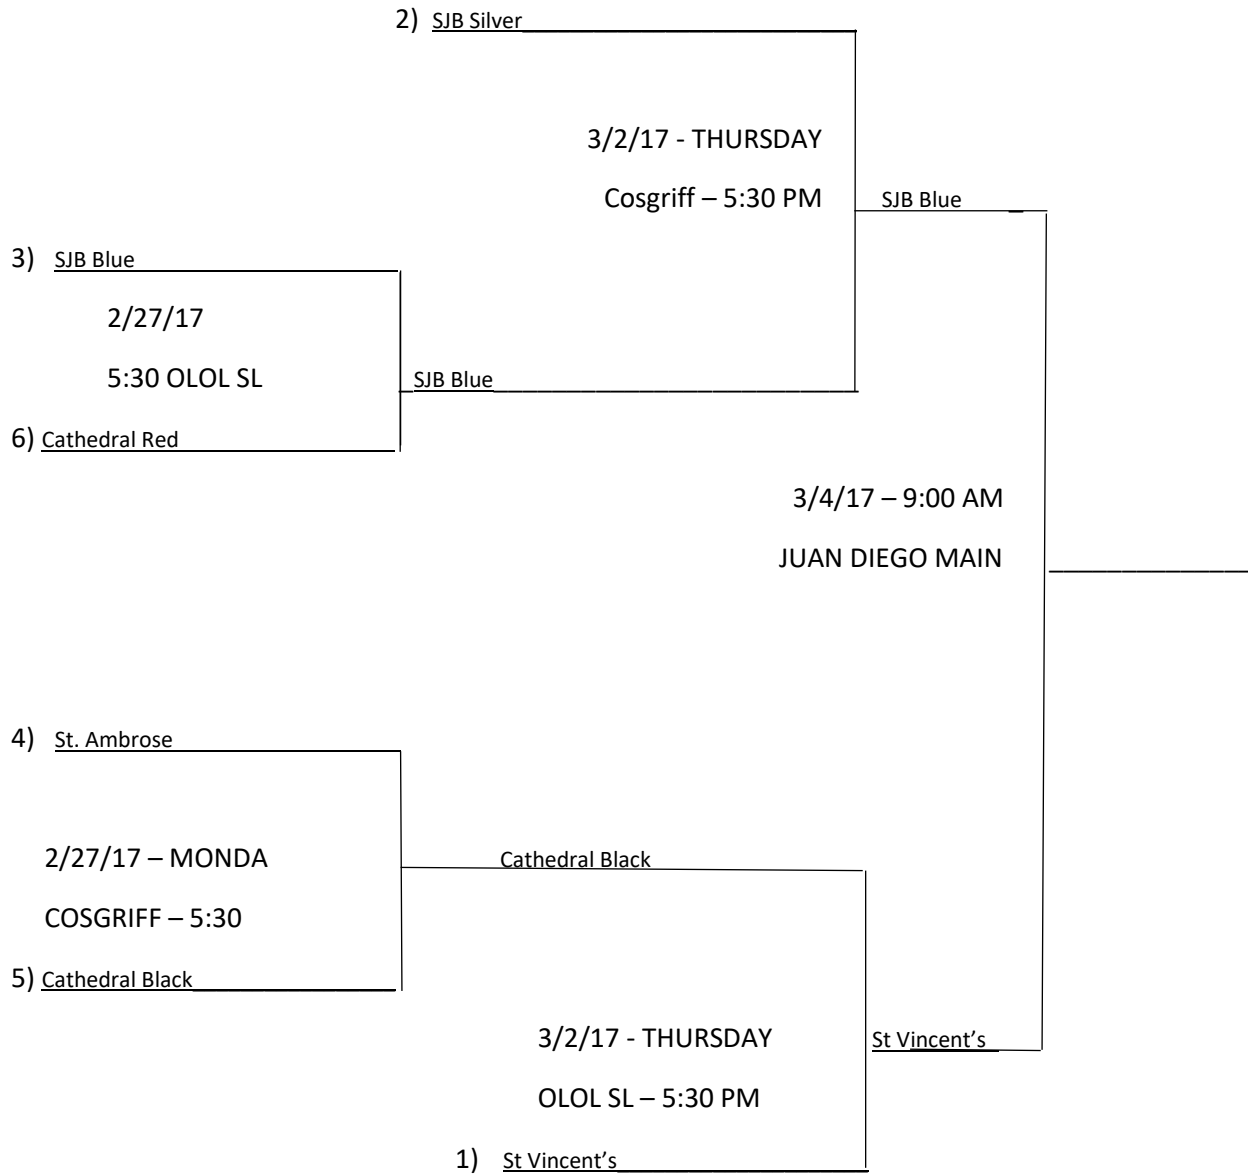 2) SJB Silver
3/2/17 - THURSDAY
Cosgriff – 5:30 PM
SJB Blue
3) SJB Blue
2/27/17
5:30 OLOL SL
SJB Blue
6) Cathedral Red
3/4/17 – 9:00 AM
JUAN DIEGO MAIN
4) St. Ambrose
2/27/17 – MONDA
COSGRIFF – 5:30
Cathedral Black
5) Cathedral Black
3/2/17 - THURSDAY
OLOL SL – 5:30 PM
St Vincent’s
1) St Vincent’s